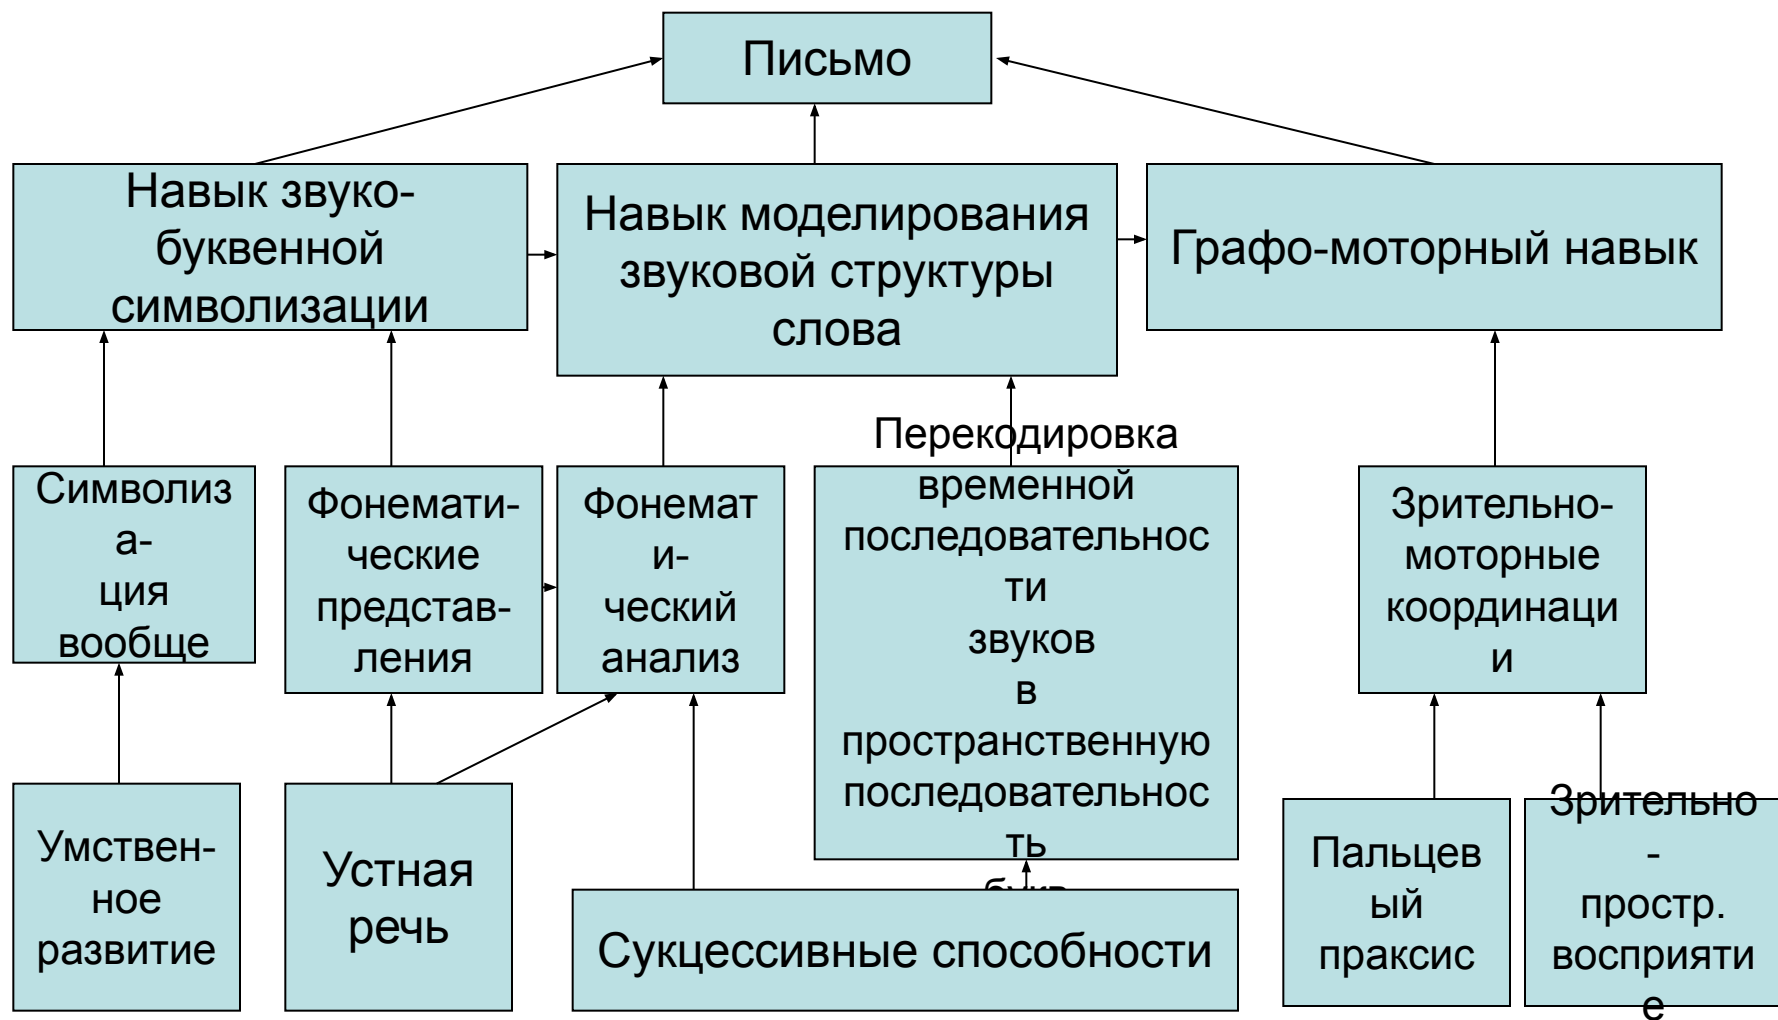 Письмо
Навык звуко-
буквенной
символизации
Навык моделирования
звуковой структуры
слова
Графо-моторный навык
Символиз
а-
ция
вообще
Фонемати-
ческие
представ-
ления
Фонемат
и-
ческий
анализ
Перекодировка
временной
последовательнос
ти
звуков
в
пространственную
последовательнос
ть
букв
Зрительно-
моторные
координаци
и
Умствен-
ное
развитие
Устная
речь
Сукцессивные способности
Пальцев
ый
праксис
Зрительно
-
простр.
восприяти
е